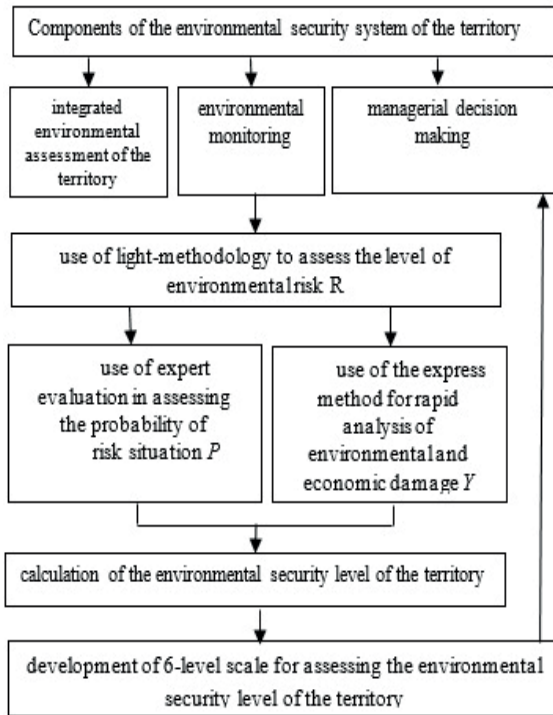 Components of the environmental security system of the territory
integrated
environmental
assessment of the
territory
environmental
monitoring
managerial decision
making
use of light-methodology to assess the level of
environmental risk R
use of expert
evaluation in assessing
the probability of
risk situation P
use of the express
method for rapid
analysis of
environmental and
economic damage Y
calculation of the environmental security level of the territory
development of 6-level scale for assessing the environmental
security level of the territory